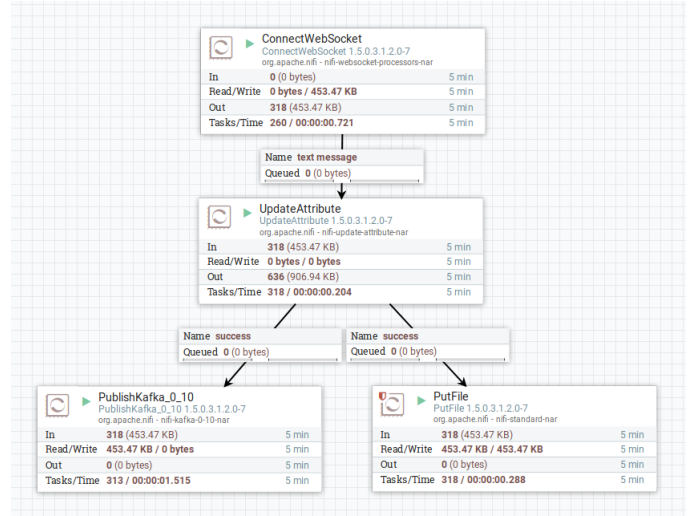 ConnectWebSocket
ConnectWebSocket 1.5.0.3.1.2.0-7
org.apache.nifi - nifi-websocket-processors-nar
In 0 (0 bytes) 5 min
Read/Write 0 bytes / 453.47 KB 5 min
Out 318 (453.47 KB) 5 min
Tasks/Time 260 / 00:00:00.721 5 min
Name text message
Queued 0 (0 bytes)
UpdateAttribute
UpdateAttribute 1.5.0.3.1.2.0-7
org.apache.nifi - nifi-update-attribute-nar
In 318 (453.47 KB) 5 min
Read/Write 0 bytes / 0 bytes 5 min
Out 636 (906.94 KB) 5 min
Tasks/Time 318 / 00:00:00.204 5 min
Name success
Queued 0 (0 bytes)
Name success
Queued 0 (0 bytes)
PublishKafka_0_10
PublishKafka_0_10 1.5.0.3.1.2.0-7
org.apache.nifi - nifi-kafka-0-10-nar
In 318 (453.47 KB) 5 min
Read/Write 453.47 KB / 0 bytes 5 min
Out 0 (0 bytes) 5 min
Tasks/Time 313 / 00:00:01.515 5 min
PutFile
PutFile 1.5.0.3.1.2.0-7
org.apache.nifi - nifi-standard-nar
In 318 (453.47 KB) 5 min
Read/Write 453.47 KB / 453.47 KB 5 min
Out 0 (0 bytes) 5 min
Tasks/Time 318 / 00:00:00.288 5 min